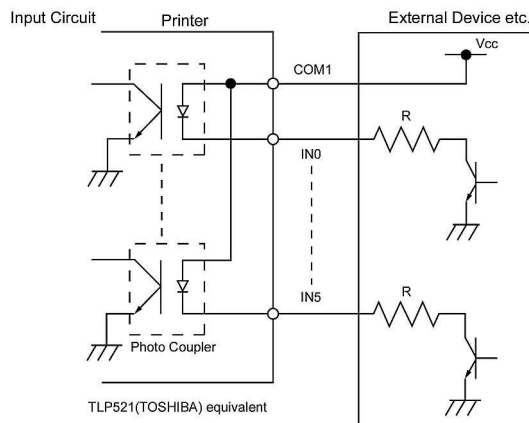 Input Circuit
Printer
External Device etc.
Vcc
COM1
R
IN0
R
IN5
Photo Coupler
TLP521(TOSHIBA) equivalent